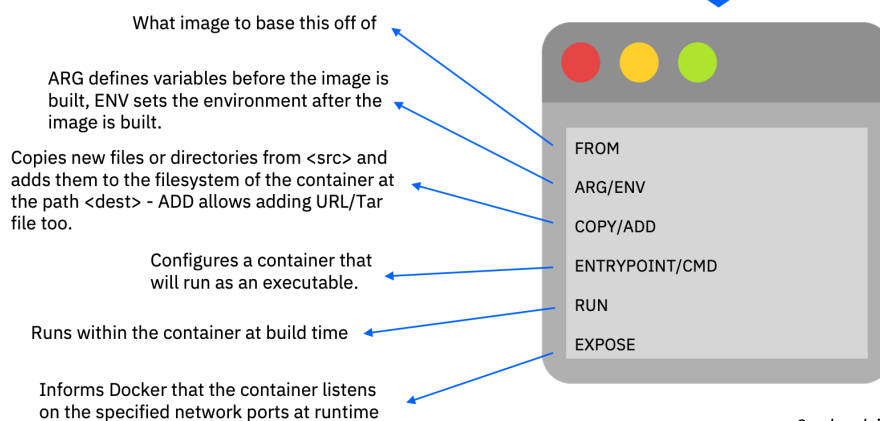 What image to base this off of
ARG defines variables before the image is
built, ENV sets the environment after the
image is built.
Copies new files or directories from <src> and
adds them to the filesystem of the container at
the path <dest> - ADD allows adding URL/Tar
file too.
Configures a container that
will run as an executable.
Runs within the container at build time
Informs Docker that the container listens
on the specified network ports at runtime
FROM
ARG/ENV
COPY/ADD
ENTRYPOINT/CMD
RUN
EXPOSE